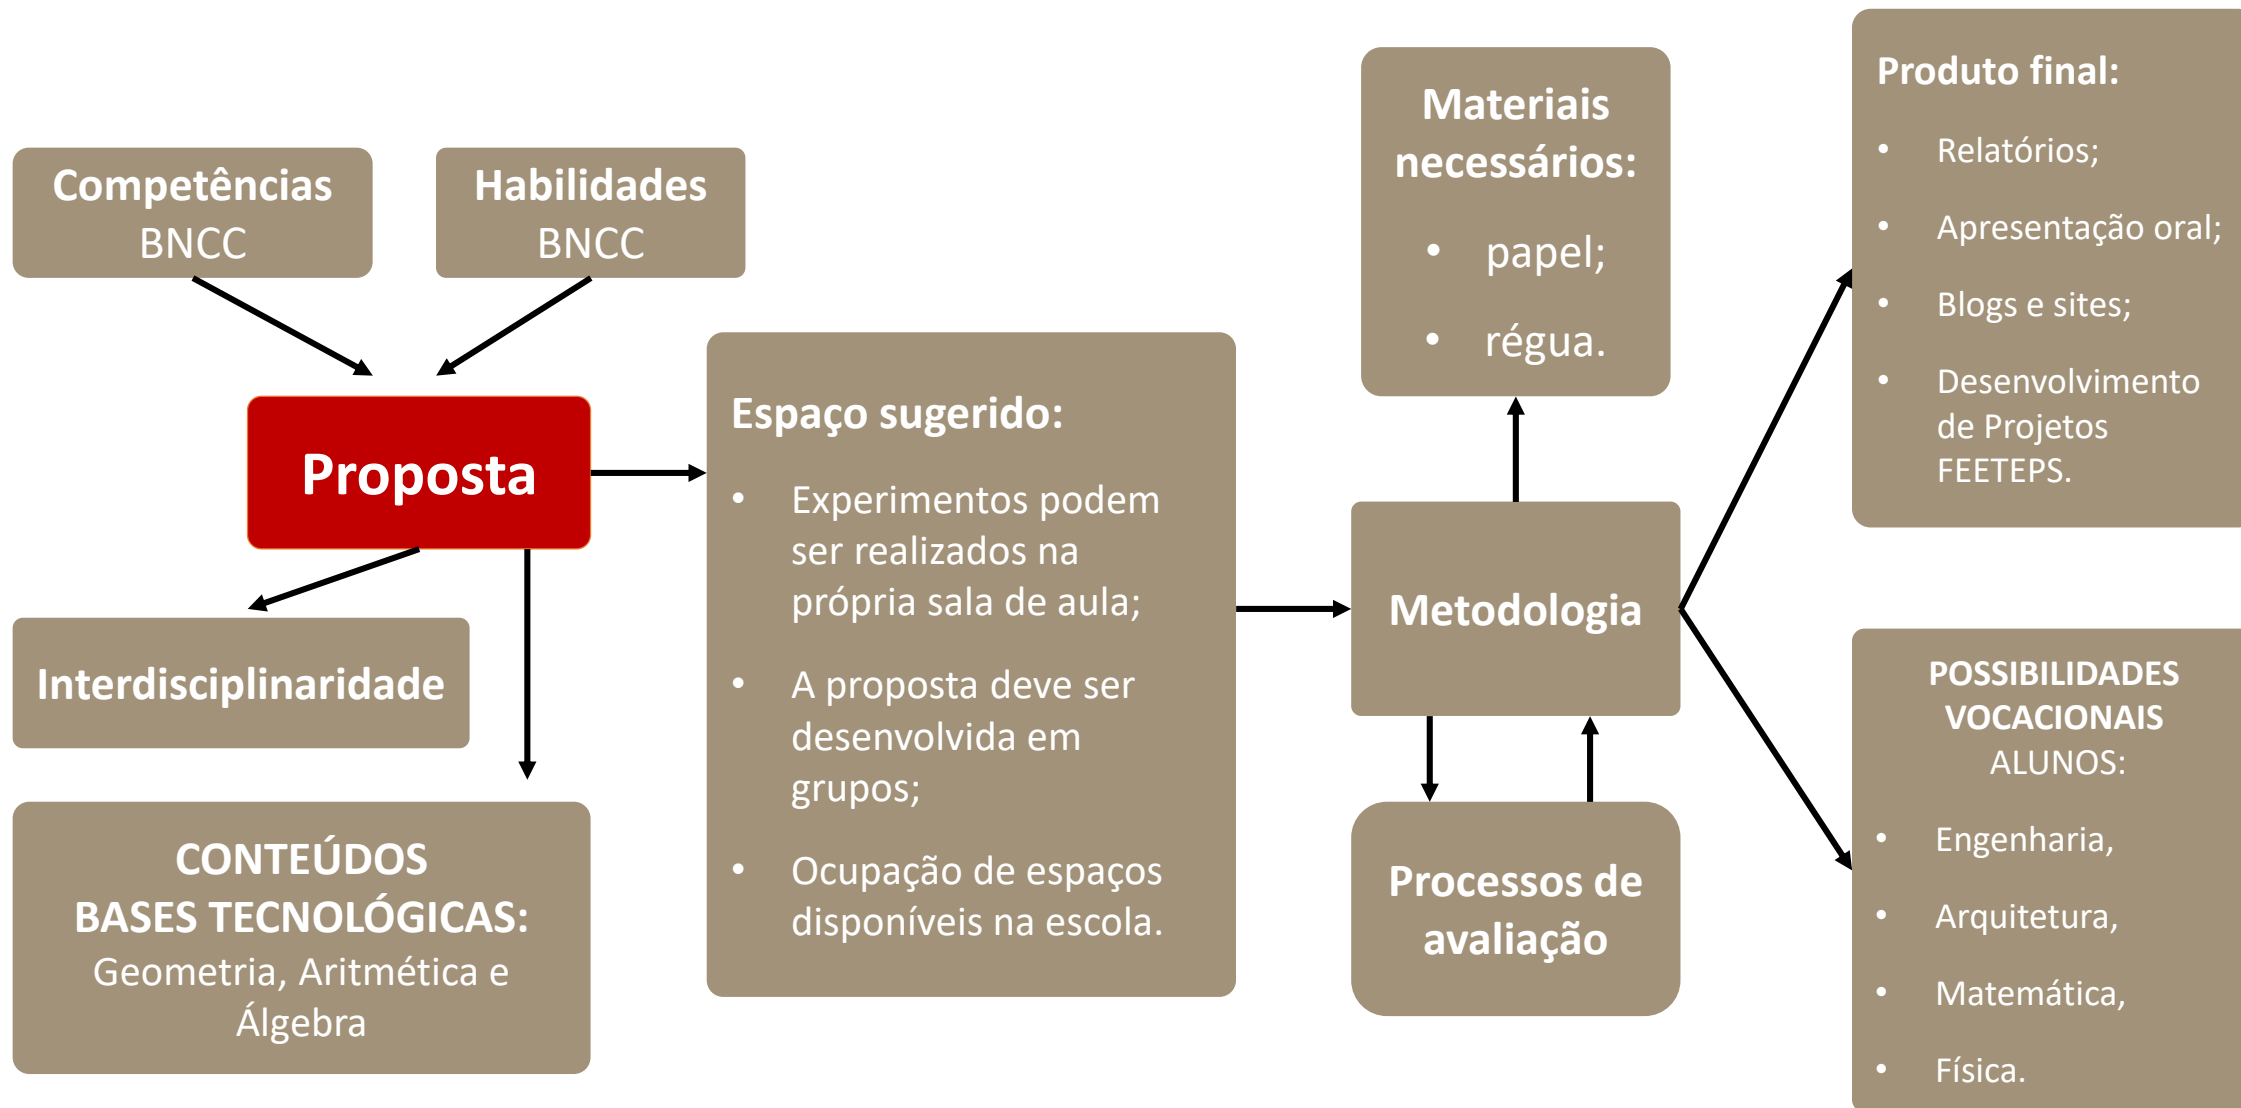 Competências
BNCC
Habilidades
BNCC
Proposta
Interdisciplinaridade
CONTEÚDOS
BASES TECNOLÓGICAS:
Geometria, Aritmética e
Álgebra
Espaço sugerido:
• Experimentos podem
ser realizados na
própria sala de aula;
• A proposta deve ser
desenvolvida em
grupos;
• Ocupação de espaços
disponíveis na escola.
Materiais
necessários:
• papel;
• régua.
Metodologia
Processos de
avaliação
Produto final:
• Relatórios;
• Apresentação oral;
• Blogs e sites;
• Desenvolvimento
de Projetos
FEETEPS.
POSSIBILIDADES
VOCACIONAIS
ALUNOS:
• Engenharia,
• Arquitetura,
• Matemática,
• Física.